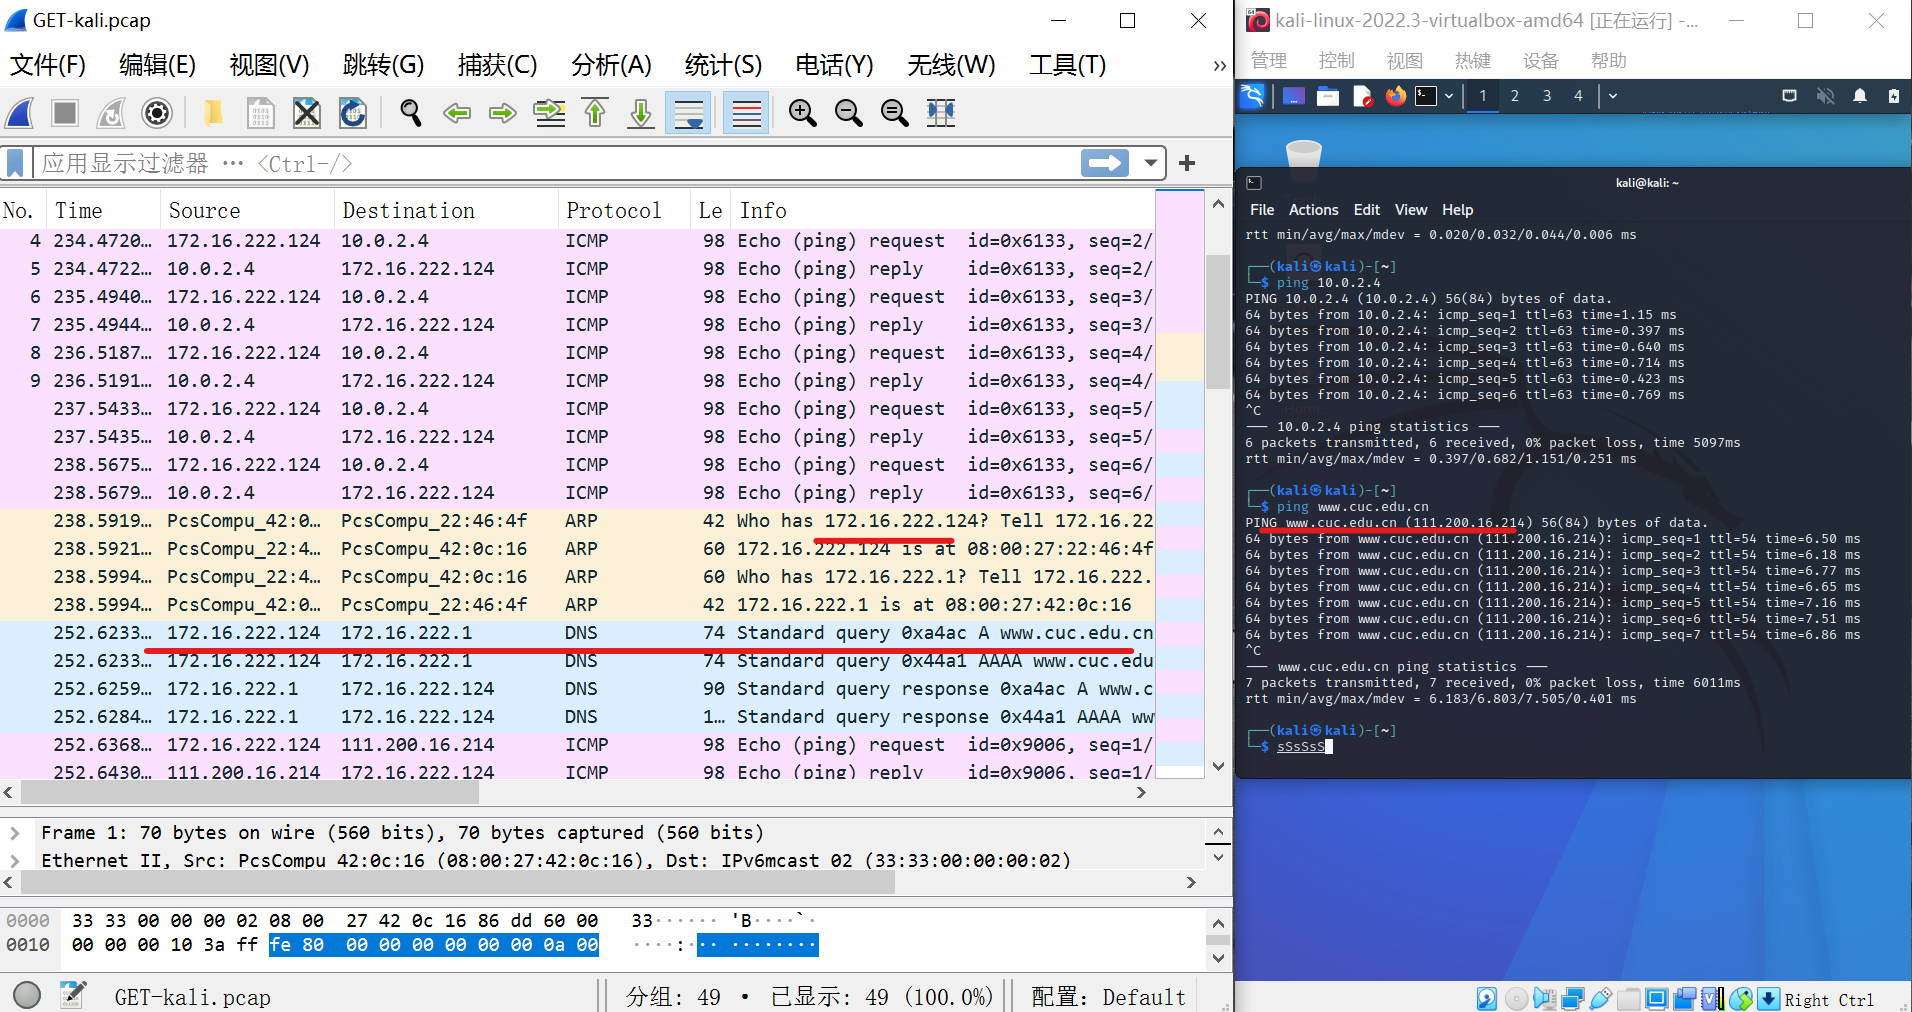 GET-kali.pcap
文件(F) 编辑(E) 视图(V) 跳转(G) 捕获(C) 分析(A) 统计(S) 电话(Y) 无线(W) 工具(T) »
应用显示过滤器 … <Ctrl-/>
No. Time Source Destination Protocol Le Info
4 234.4720… 172.16.222.124 10.0.2.4 ICMP 98 Echo (ping) request id=0x6133, seq=2/
5 234.4722… 10.0.2.4 172.16.222.124 ICMP 98 Echo (ping) reply id=0x6133, seq=2/
6 235.4940… 172.16.222.124 10.0.2.4 ICMP 98 Echo (ping) request id=0x6133, seq=3/
7 235.4944… 10.0.2.4 172.16.222.124 ICMP 98 Echo (ping) reply id=0x6133, seq=3/
8 236.5187… 172.16.222.124 10.0.2.4 ICMP 98 Echo (ping) request id=0x6133, seq=4/
9 236.5191… 10.0.2.4 172.16.222.124 ICMP 98 Echo (ping) reply id=0x6133, seq=4/
237.5433… 172.16.222.124 10.0.2.4 ICMP 98 Echo (ping) request id=0x6133, seq=5/
237.5435… 10.0.2.4 172.16.222.124 ICMP 98 Echo (ping) reply id=0x6133, seq=5/
238.5675… 172.16.222.124 10.0.2.4 ICMP 98 Echo (ping) request id=0x6133, seq=6/
238.5679… 10.0.2.4 172.16.222.124 ICMP 98 Echo (ping) reply id=0x6133, seq=6/
238.5919… PcsCompu_42:0… PcsCompu_22:46:4f ARP 42 Who has 172.16.222.124? Tell 172.16.22
238.5921… PcsCompu_22:4… PcsCompu_42:0c:16 ARP 60 172.16.222.124 is at 08:00:27:22:46:4f
238.5994… PcsCompu_22:4… PcsCompu_42:0c:16 ARP 60 Who has 172.16.222.1? Tell 172.16.222.
238.5994… PcsCompu_42:0… PcsCompu_22:46:4f ARP 42 172.16.222.1 is at 08:00:27:42:0c:16
252.6233… 172.16.222.124 172.16.222.1 DNS 74 Standard query 0xa4ac A www.cuc.edu.cn
252.6233… 172.16.222.124 172.16.222.1 DNS 74 Standard query 0x44a1 AAAA www.cuc.edu
252.6259… 172.16.222.1 172.16.222.124 DNS 90 Standard query response 0xa4ac A www.c
252.6284… 172.16.222.1 172.16.222.124 DNS 1… Standard query response 0x44a1 AAAA ww
252.6368… 172.16.222.124 111.200.16.214 ICMP 98 Echo (ping) request id=0x9006, seq=1/
252.6430… 111.200.16.214 172.16.222.124 ICMP 98 Echo (ping) reply id=0x9006, seq=1/
Frame 1: 70 bytes on wire (560 bits), 70 bytes captured (560 bits)
Ethernet II, Src: PcsCompu 42:0c:16 (08:00:27:42:0c:16), Dst: IPv6mcast 02 (33:33:00:00:00:02)
0000 33 33 00 00 00 02 08 00 27 42 0c 16 86 dd 60 00 33······ 'B····`·
0010 00 00 00 10 3a ff fe 80 00 00 00 00 00 00 0a 00 ····:··· ········
GET-kali.pcap 分组: 49 · 已显示: 49 (100.0%) 配置: Default
kali-linux-2022.3-virtualbox-amd64 [正在运行] -...
管理 控制 视图 热键 设备 帮助
1 2 3 4
kali@kali: ~
File Actions Edit View Help
rtt min/avg/max/mdev = 0.020/0.032/0.044/0.006 ms
┌──(kali㉿kali)-[~]
└─$ ping 10.0.2.4
PING 10.0.2.4 (10.0.2.4) 56(84) bytes of data.
64 bytes from 10.0.2.4: icmp_seq=1 ttl=63 time=1.15 ms
64 bytes from 10.0.2.4: icmp_seq=2 ttl=63 time=0.397 ms
64 bytes from 10.0.2.4: icmp_seq=3 ttl=63 time=0.640 ms
64 bytes from 10.0.2.4: icmp_seq=4 ttl=63 time=0.714 ms
64 bytes from 10.0.2.4: icmp_seq=5 ttl=63 time=0.423 ms
64 bytes from 10.0.2.4: icmp_seq=6 ttl=63 time=0.769 ms
^C
── 10.0.2.4 ping statistics ──
6 packets transmitted, 6 received, 0% packet loss, time 5097ms
rtt min/avg/max/mdev = 0.397/0.682/1.151/0.251 ms
┌──(kali㉿kali)-[~]
└─$ ping www.cuc.edu.cn
PING www.cuc.edu.cn (111.200.16.214) 56(84) bytes of data.
64 bytes from www.cuc.edu.cn (111.200.16.214): icmp_seq=1 ttl=54 time=6.50 ms
64 bytes from www.cuc.edu.cn (111.200.16.214): icmp_seq=2 ttl=54 time=6.18 ms
64 bytes from www.cuc.edu.cn (111.200.16.214): icmp_seq=3 ttl=54 time=6.77 ms
64 bytes from www.cuc.edu.cn (111.200.16.214): icmp_seq=4 ttl=54 time=6.65 ms
64 bytes from www.cuc.edu.cn (111.200.16.214): icmp_seq=5 ttl=54 time=7.16 ms
64 bytes from www.cuc.edu.cn (111.200.16.214): icmp_seq=6 ttl=54 time=7.51 ms
64 bytes from www.cuc.edu.cn (111.200.16.214): icmp_seq=7 ttl=54 time=6.86 ms
^C
── www.cuc.edu.cn ping statistics ──
7 packets transmitted, 7 received, 0% packet loss, time 6011ms
rtt min/avg/max/mdev = 6.183/6.803/7.505/0.401 ms
┌──(kali㉿kali)-[~]
└─$ sSsSsS
Right Ctrl